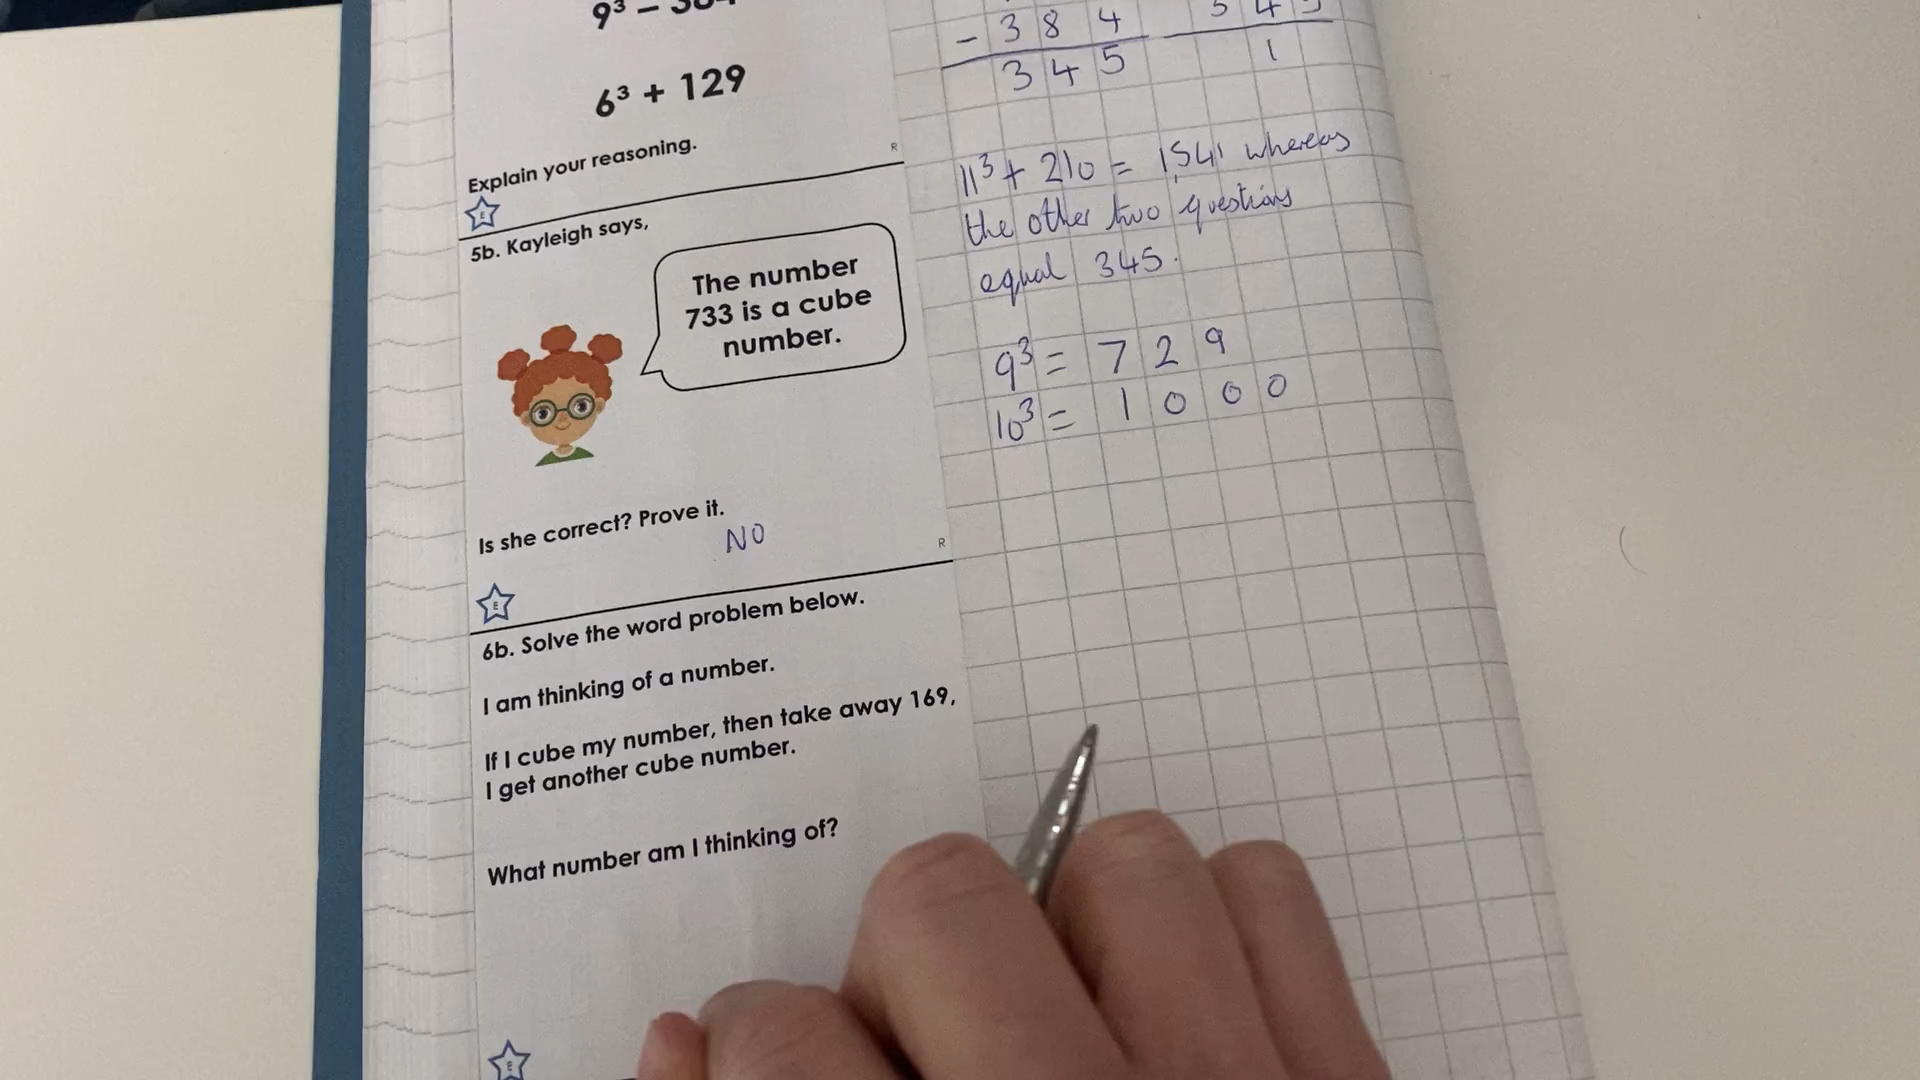 9³ –
6³ + 129
Explain your reasoning.
R
E
5b. Kayleigh says,
The number
733 is a cube
number.
Is she correct? Prove it.
NO
R
E
6b. Solve the word problem below.
I am thinking of a number.
If I cube my number, then take away 169,
I get another cube number.
What number am I thinking of?
E
– 3 8 4
3 4 5
1
11³ + 210 = 1,541 whereas
the other two questions
equal 345.
9³ = 7 2 9
10³ = 1 0 0 0